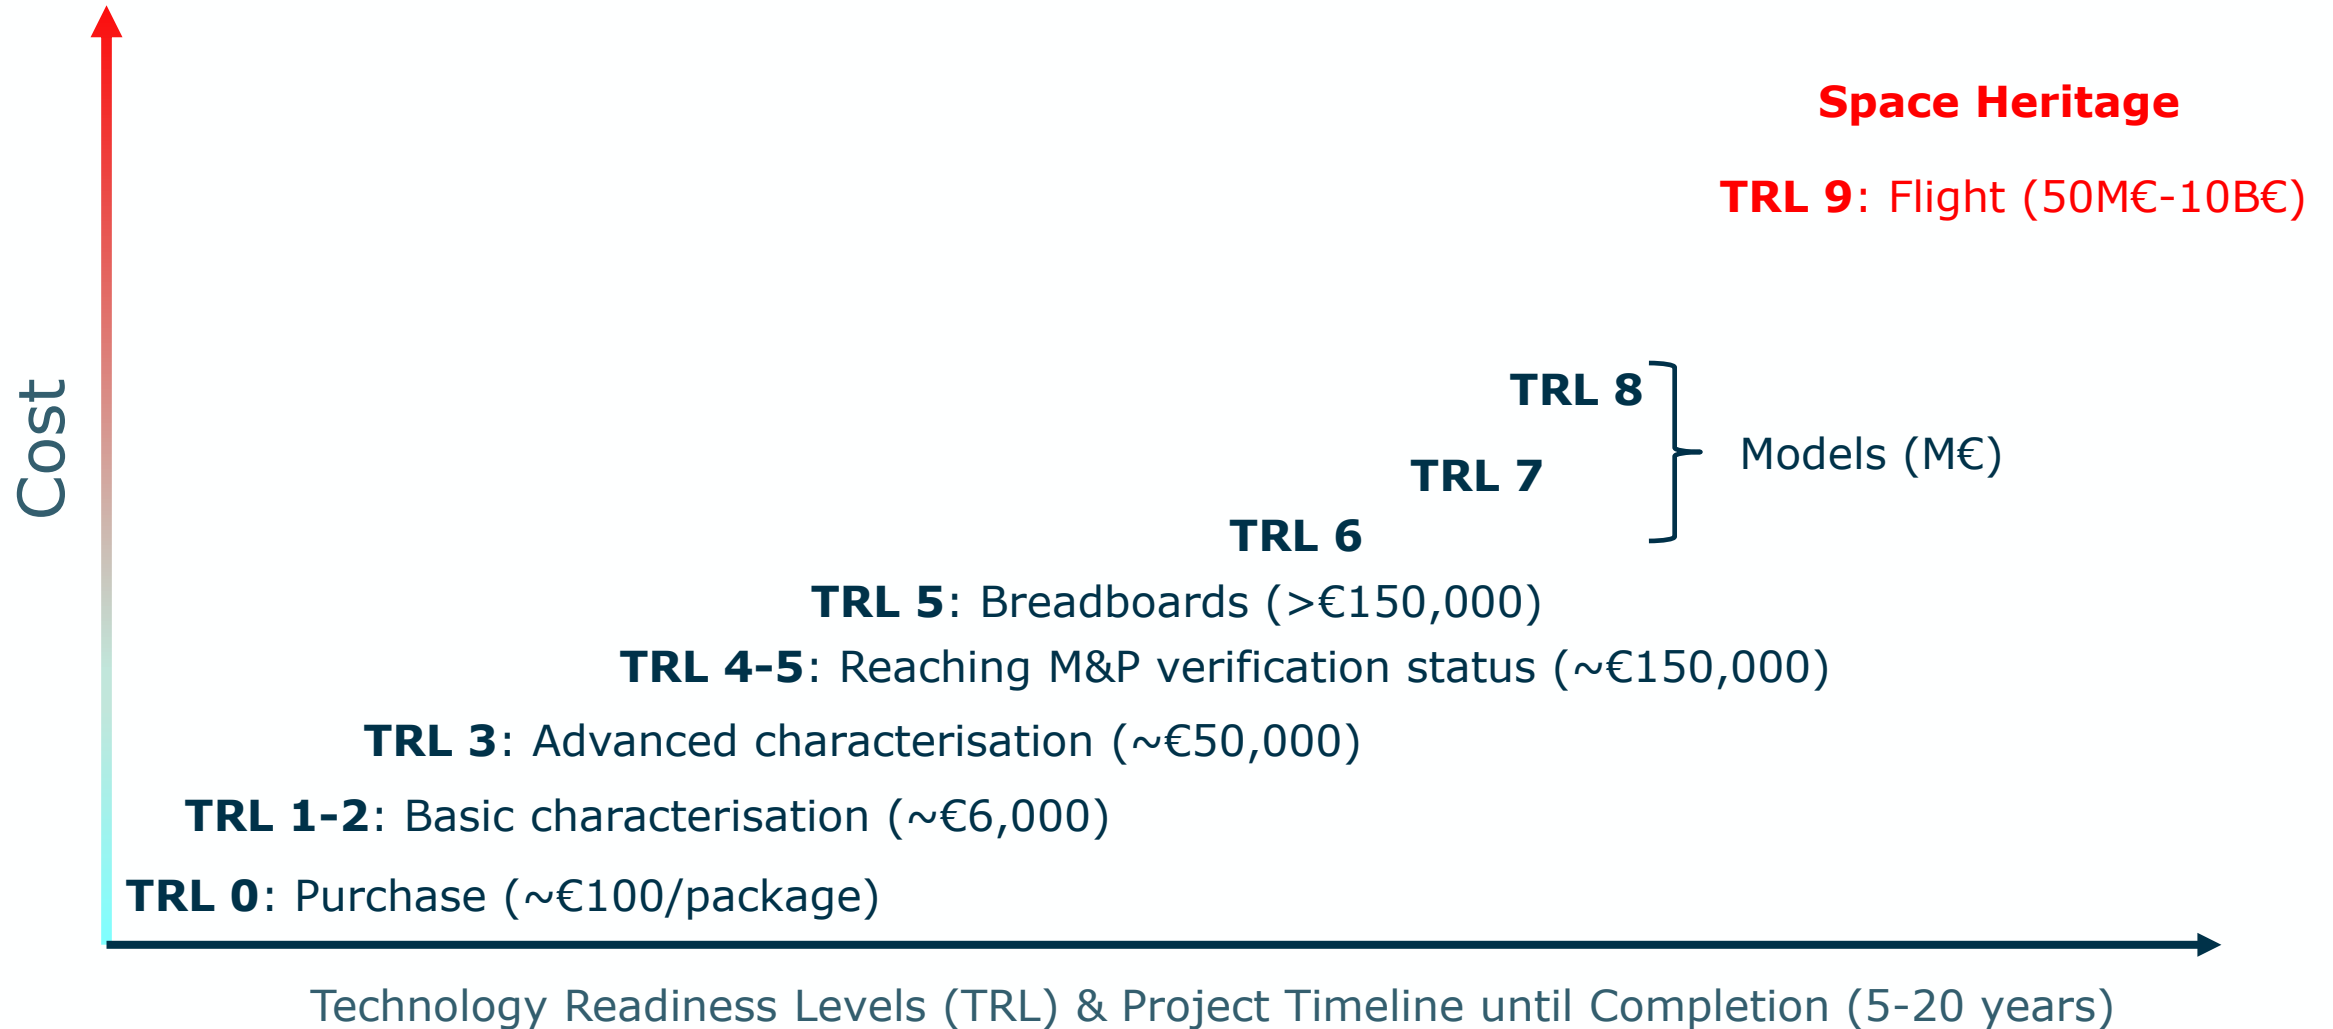 Space Heritage
TRL 9: Flight (50M€-10B€)
TRL 8
Models (M€)
TRL 7
TRL 6
TRL 5: Breadboards (>€150,000)
TRL 4-5: Reaching M&P verification status (~€150,000)
TRL 3: Advanced characterisation (~€50,000)
TRL 1-2: Basic characterisation (~€6,000)
TRL 0: Purchase (~€100/package)
Cost
Technology Readiness Levels (TRL) & Project Timeline until Completion (5-20 years)